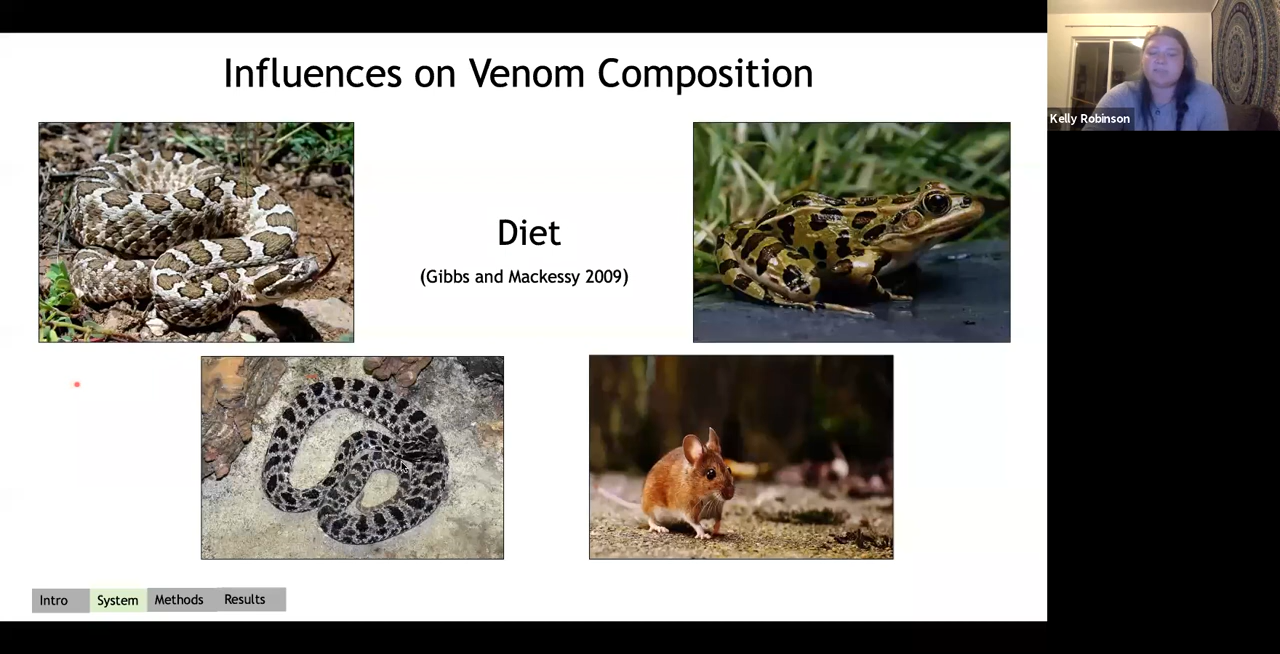 Influences on Venom Composition
Kelly Robinson
Diet
(Gibbs and Mackessy 2009)
Intro System Methods Results